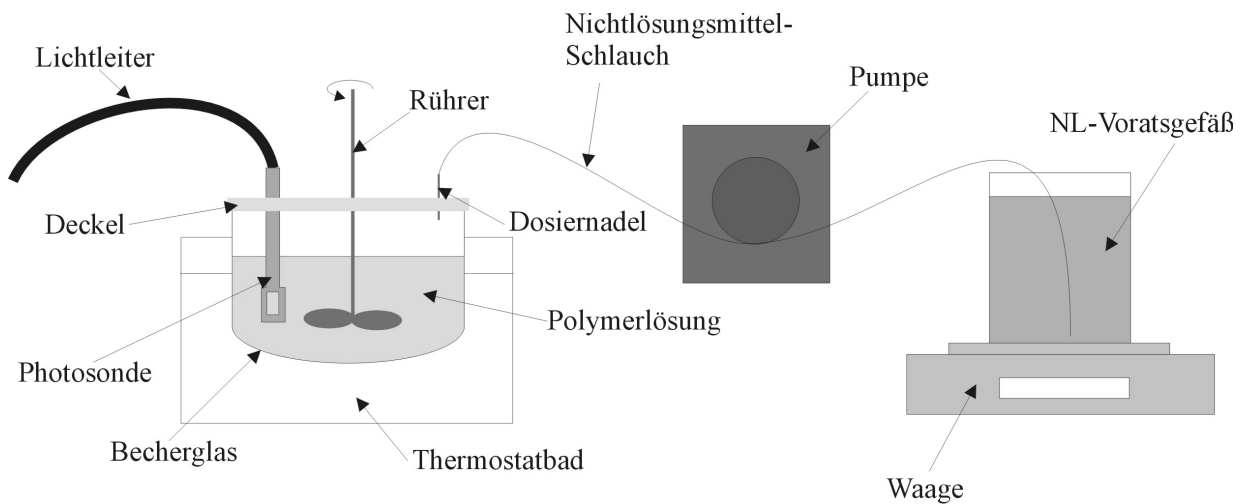 Nichtlösungsmittel-
Schlauch
Lichtleiter
Pumpe
Rührer
NL-Voratsgefäß
Deckel
Dosiernadel
Polymerlösung
Photosonde
Becherglas
Thermostatbad
Waage